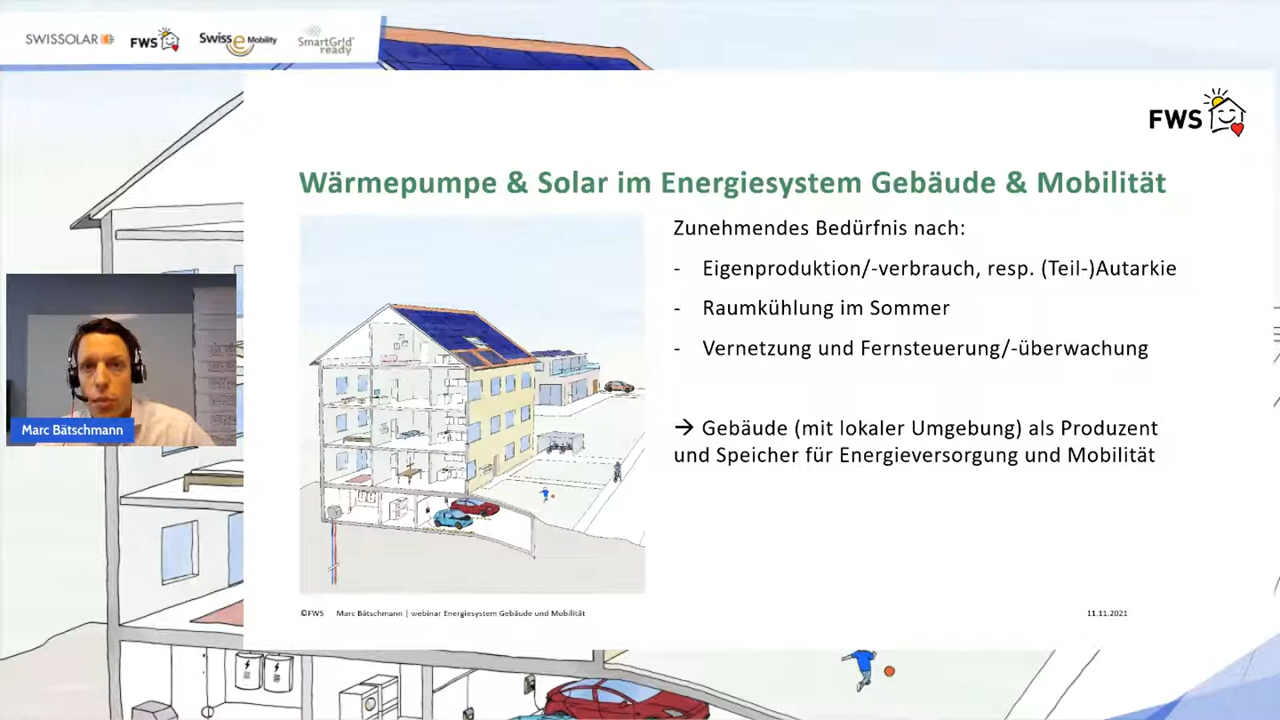 SWISSOLAR
FWS
Swiss eMobility
SmartGrid ready
FWS
Wärmepumpe & Solar im Energiesystem Gebäude & Mobilität
Zunehmendes Bedürfnis nach:
- Eigenproduktion/-verbrauch, resp. (Teil-)Autarkie
- Raumkühlung im Sommer
- Vernetzung und Fernsteuerung/-überwachung
→ Gebäude (mit lokaler Umgebung) als Produzent
und Speicher für Energieversorgung und Mobilität
Marc Bätschmann
©FWS Marc Bätschmann | webinar Energiesystem Gebäude und Mobilität
11.11.2021